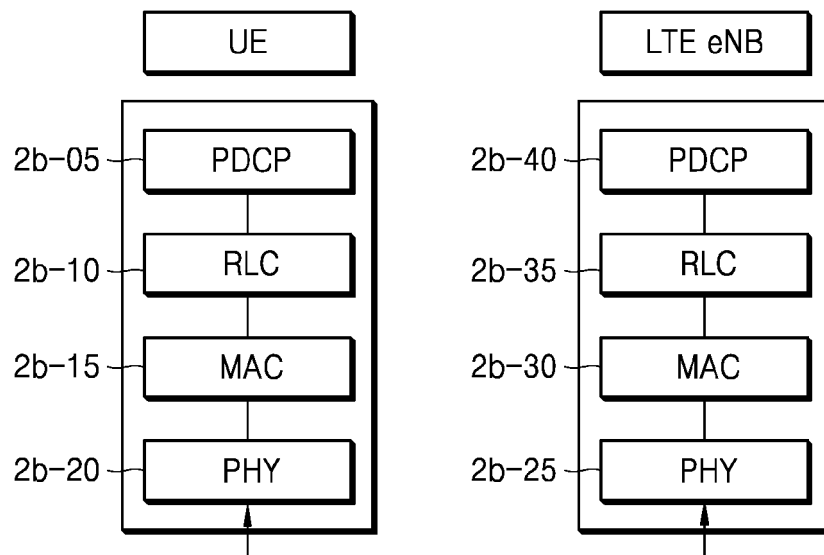 UE
LTE eNB
2b-05
PDCP
2b-40
PDCP
2b-10
RLC
2b-35
RLC
2b-15
MAC
2b-30
MAC
2b-20
PHY
2b-25
PHY